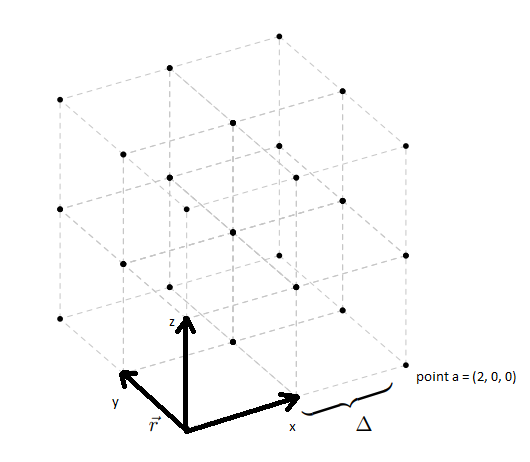 z
point a = (2, 0, 0)
y
r⃗
x
Δ